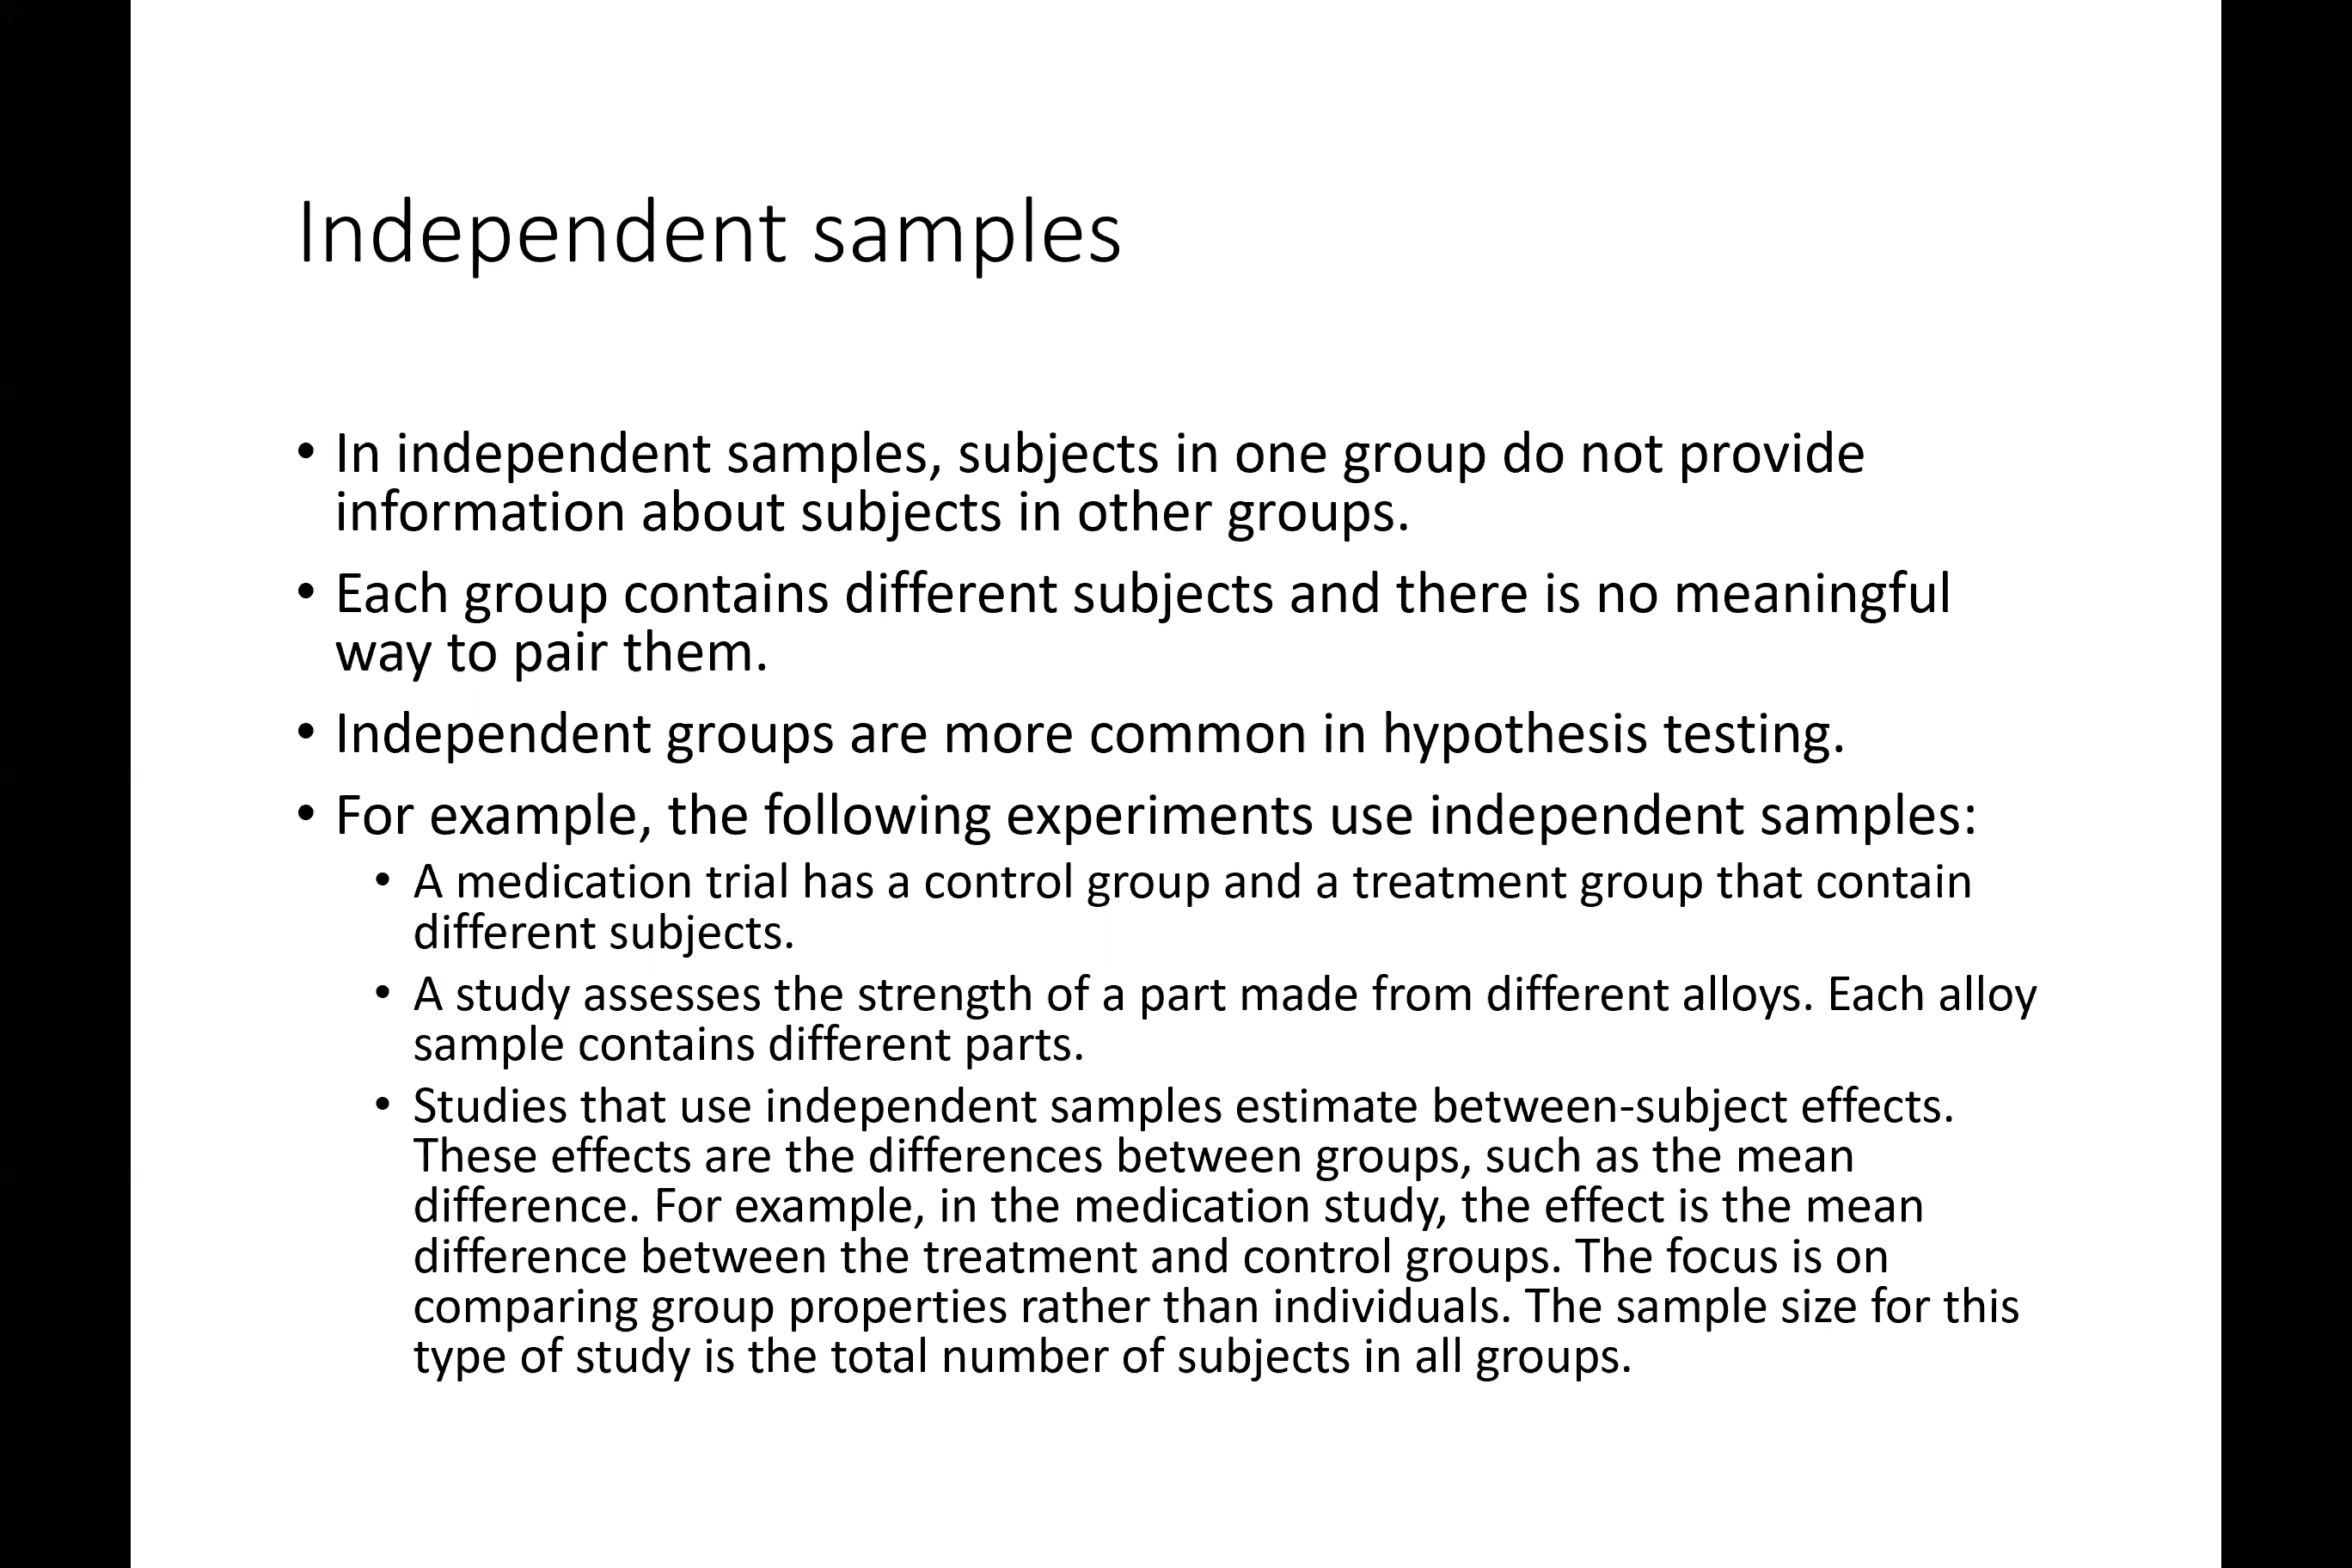 Independent samples
• In independent samples, subjects in one group do not provide
information about subjects in other groups.
• Each group contains different subjects and there is no meaningful
way to pair them.
• Independent groups are more common in hypothesis testing.
• For example, the following experiments use independent samples:
• A medication trial has a control group and a treatment group that contain
different subjects.
• A study assesses the strength of a part made from different alloys. Each alloy
sample contains different parts.
• Studies that use independent samples estimate between-subject effects.
These effects are the differences between groups, such as the mean
difference. For example, in the medication study, the effect is the mean
difference between the treatment and control groups. The focus is on
comparing group properties rather than individuals. The sample size for this
type of study is the total number of subjects in all groups.